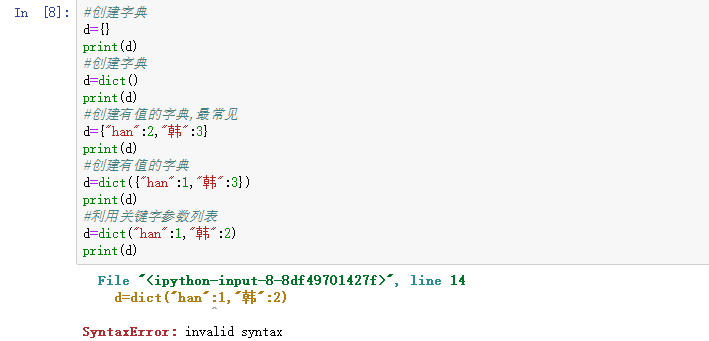 In [8]:
#创建字典
d={}
print(d)
#创建字典
d=dict()
print(d)
#创建有值的字典,最常见
d={"han":2,"韩":3}
print(d)
#创建有值的字典
d=dict({"han":1,"韩":3})
print(d)
#利用关键字参数列表
d=dict("han":1,"韩":2)
print(d)
File "<ipython-input-8-8df49701427f>", line 14
d=dict("han":1,"韩":2)
^
SyntaxError: invalid syntax